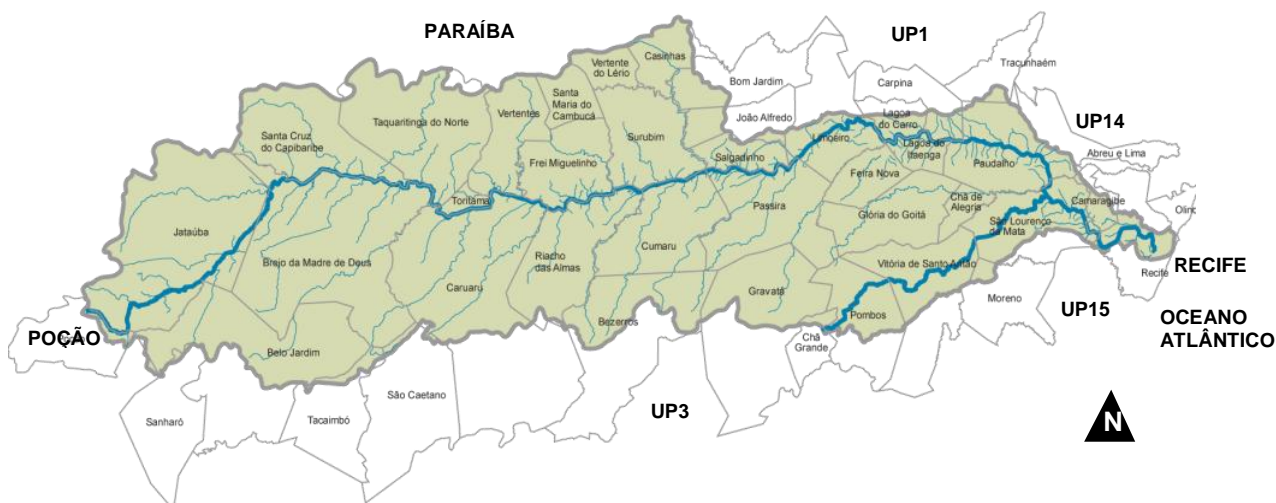 PARAÍBA
UP1
Casinhas
Vertente
do Lério
Bom Jardim
Carpina
Tracunhaém
Santa
Maria do
Cambucá
Vertentes
Taquaritinga do Norte
João Alfredo
Lagoa
do Carro
UP14
Santa Cruz
do Capibaribe
Surubim
Limoeiro
Lagoa do
Itaenga
Abreu e Lima
Salgadinho
Frei Miguelinho
Paudalho
Feira Nova
Toritama
Passira
Chã de
Alegria
Camaragibe
Glória do Goitá
São Lourenço
da Mata
Jataúba
Cumaru
Brejo da Madre de Deus
Riacho
das Almas
Vitória de Santo Antão
RECIFE
Recife
Caruaru
Gravatá
Moreno
UP15
Pombos
OCEANO
ATLÂNTICO
Bezerros
POÇÃO
Chã
Grande
Belo Jardim
São Caetano
UP3
Sanharó
Tacaimbó
N